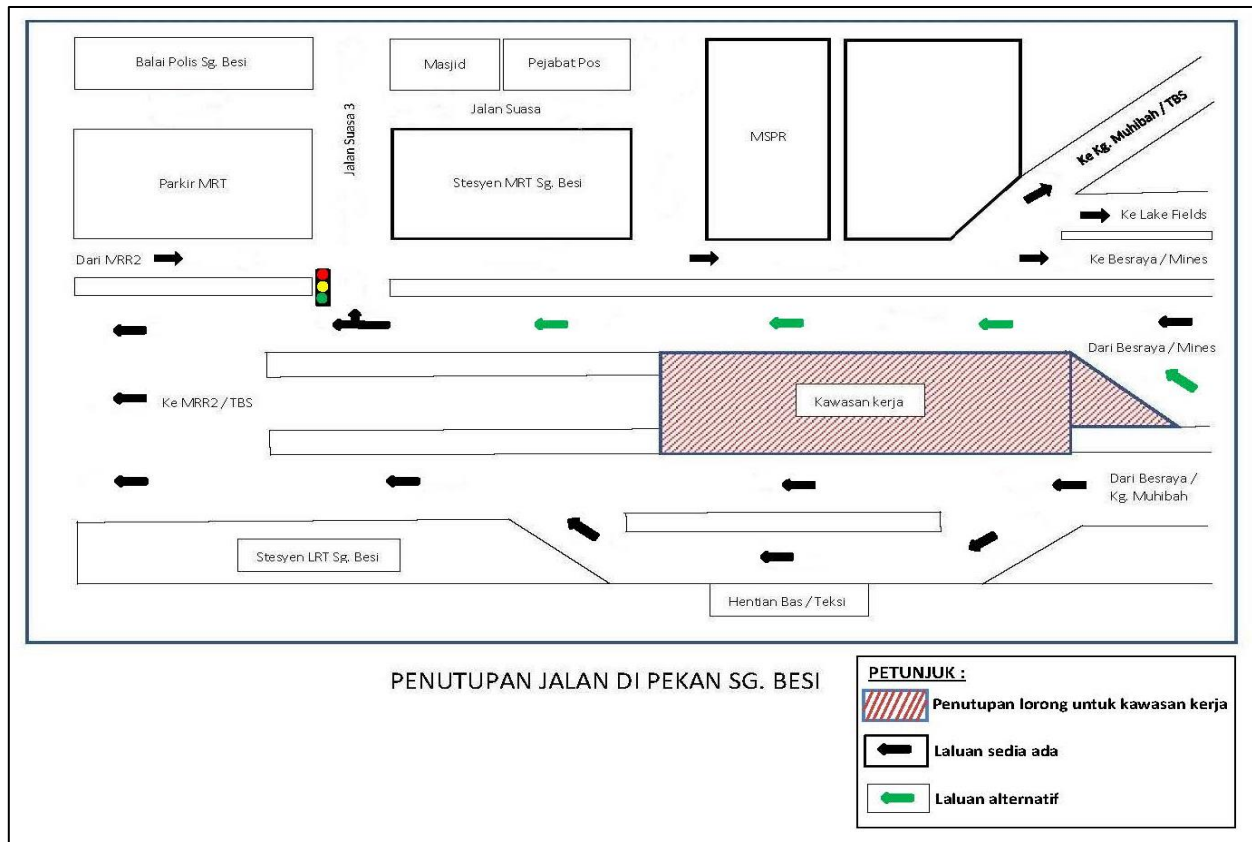 Balai Polis Sg. Besi
Masjid
Pejabat Pos
Jalan Suasa 3
Jalan Suasa
Parkir MRT
Stesyen MRT Sg. Besi
MSPR
Ke Kg. Muhibah / TBS
Ke Lake Fields
Dari MRR2
Ke Besraya / Mines
Dari Besraya / Mines
Ke MRR2 / TBS
Kawasan kerja
Dari Besraya /
Kg. Muhibah
Stesyen LRT Sg. Besi
Hentian Bas / Teksi
PENUTUPAN JALAN DI PEKAN SG. BESI
PETUNJUK :
Penutupan lorong untuk kawasan kerja
Laluan sedia ada
Laluan alternatif